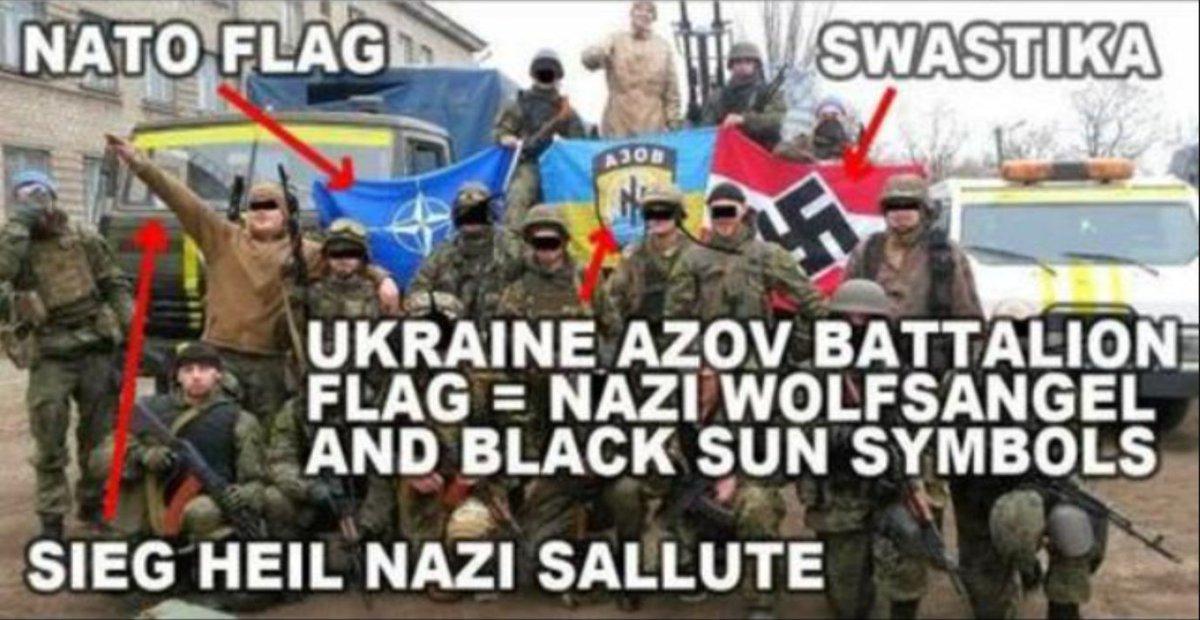 NATO FLAG
SWASTIKA
АЗОВ
UKRAINE AZOV BATTALION
FLAG = NAZI WOLFSANGEL
AND BLACK SUN SYMBOLS
SIEG HEIL NAZI SALLUTE